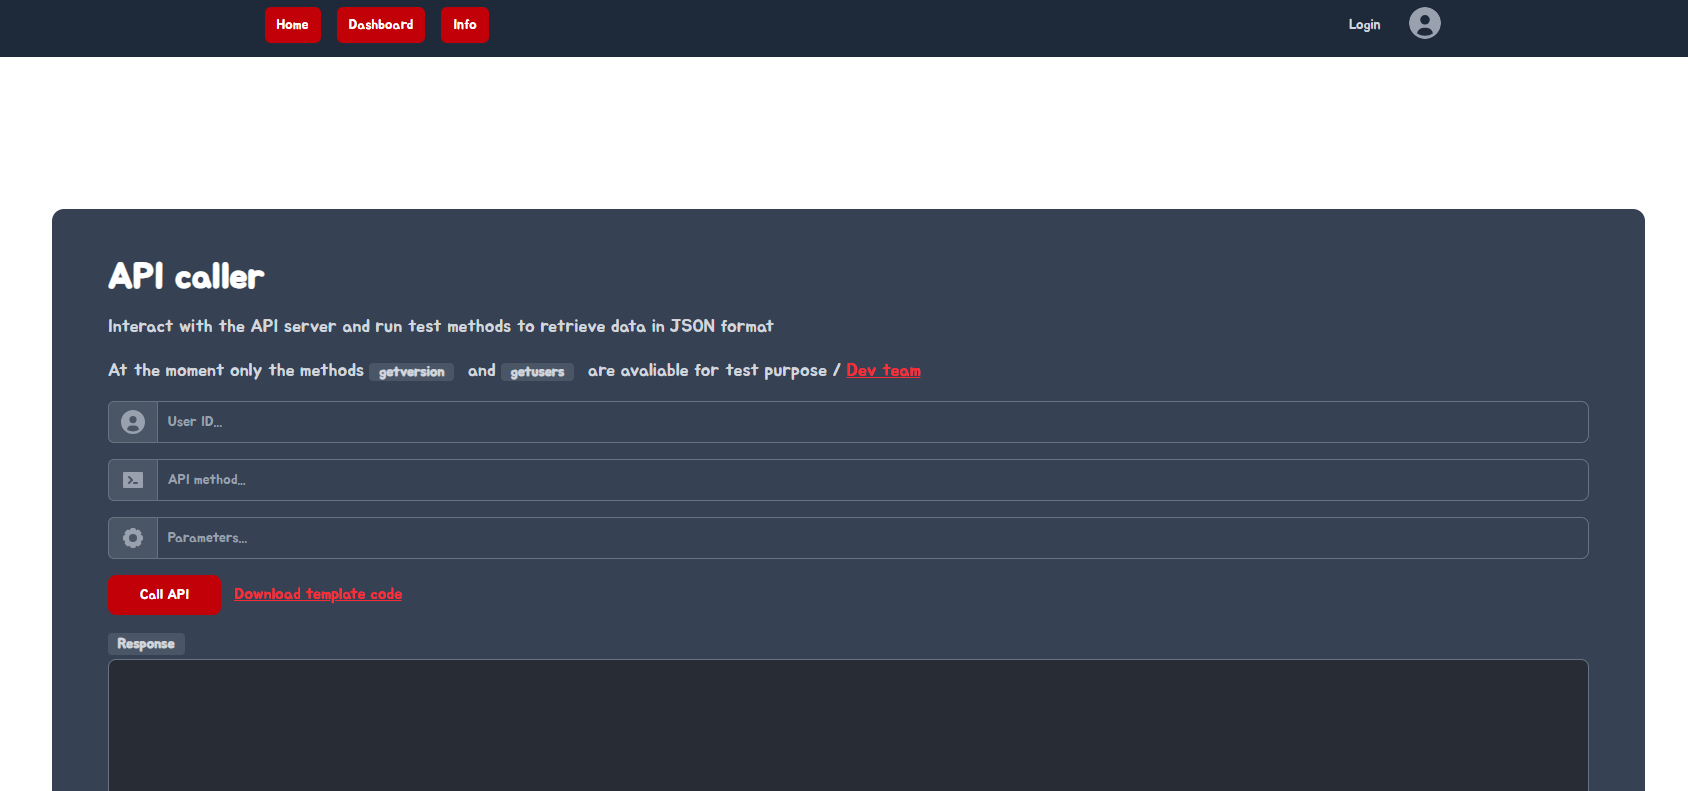 Home Dashboard Info Login
API caller
Interact with the API server and run test methods to retrieve data in JSON format
At the moment only the methods getversion and getusers are avaliable for test purpose / Dev team
User ID...
API method...
Parameters...
Call API Download template code
Response